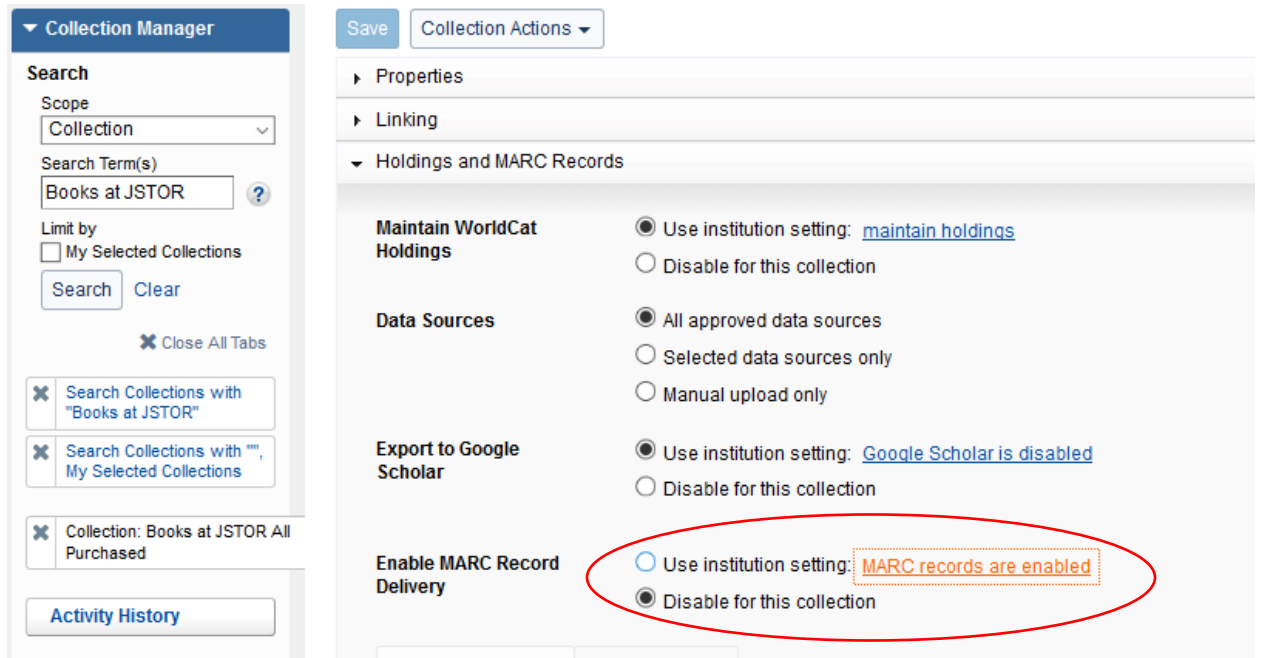 Collection Manager
Search
Scope
Collection
Search Term(s)
Books at JSTOR
?
Limit by
My Selected Collections
Search Clear
Close All Tabs
Search Collections with
"Books at JSTOR"
Search Collections with "",
My Selected Collections
Collection: Books at JSTOR All
Purchased
Activity History
Save Collection Actions
Properties
Linking
Holdings and MARC Records
Maintain WorldCat
Holdings
Use institution setting: maintain holdings
Disable for this collection
Data Sources
All approved data sources
Selected data sources only
Manual upload only
Export to Google
Scholar
Use institution setting: Google Scholar is disabled
Disable for this collection
Enable MARC Record
Delivery
Use institution setting: MARC records are enabled
Disable for this collection